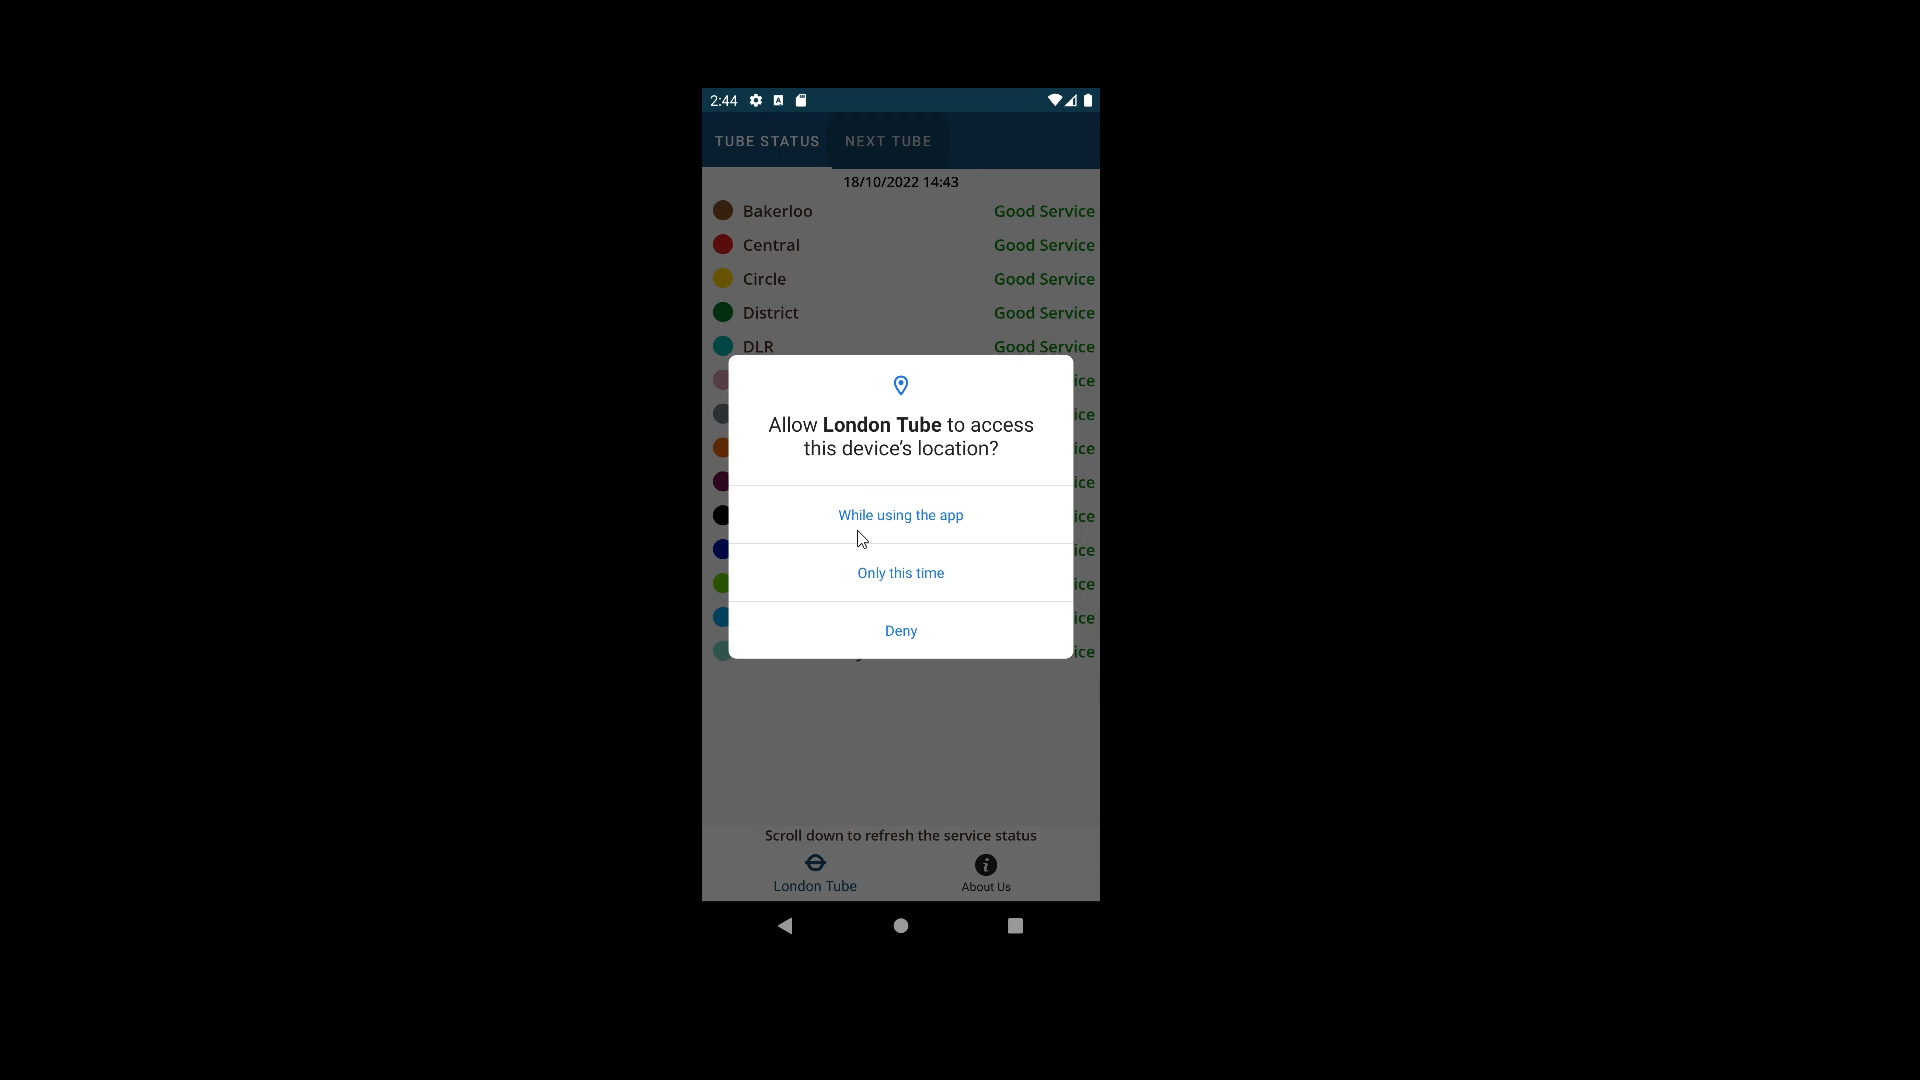 2:44
TUBE STATUS NEXT TUBE
18/10/2022 14:43
Bakerloo Good Service
Central Good Service
Circle Good Service
District Good Service
DLR Good Service
Allow London Tube to access
this device's location?
While using the app
Only this time
Deny
Scroll down to refresh the service status
London Tube About Us